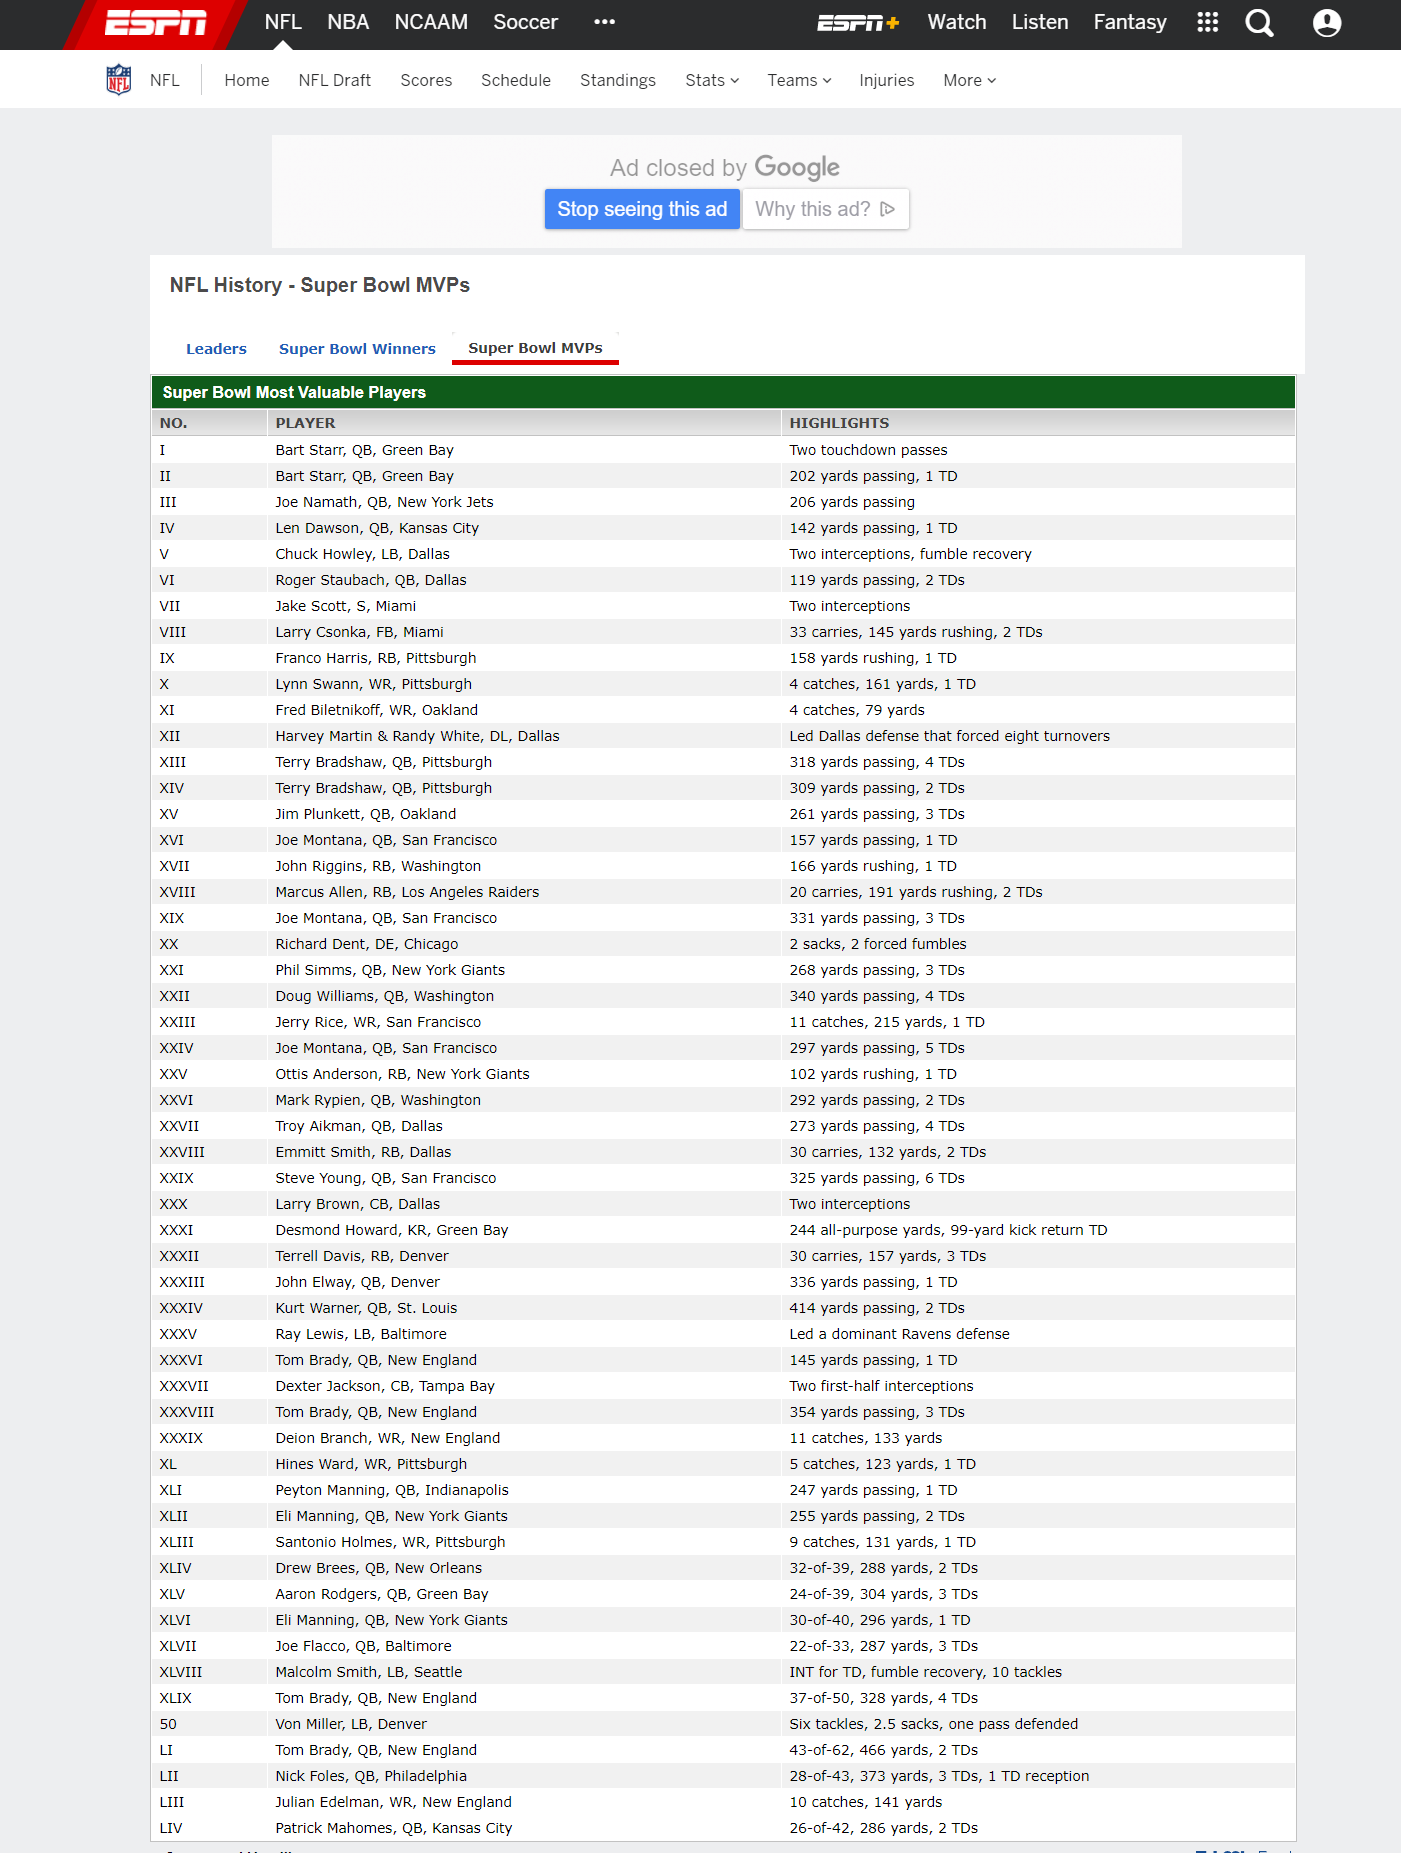 ESPN NFL NBA NCAAM Soccer ••• ESPN+ Watch Listen Fantasy
NFL Home NFL Draft Scores Schedule Standings Stats Teams Injuries More
Ad closed by Google
Stop seeing this ad Why this ad?
NFL History - Super Bowl MVPs
Leaders Super Bowl Winners Super Bowl MVPs
Super Bowl Most Valuable Players
NO. PLAYER HIGHLIGHTS
I Bart Starr, QB, Green Bay Two touchdown passes
II Bart Starr, QB, Green Bay 202 yards passing, 1 TD
III Joe Namath, QB, New York Jets 206 yards passing
IV Len Dawson, QB, Kansas City 142 yards passing, 1 TD
V Chuck Howley, LB, Dallas Two interceptions, fumble recovery
VI Roger Staubach, QB, Dallas 119 yards passing, 2 TDs
VII Jake Scott, S, Miami Two interceptions
VIII Larry Csonka, FB, Miami 33 carries, 145 yards rushing, 2 TDs
IX Franco Harris, RB, Pittsburgh 158 yards rushing, 1 TD
X Lynn Swann, WR, Pittsburgh 4 catches, 161 yards, 1 TD
XI Fred Biletnikoff, WR, Oakland 4 catches, 79 yards
XII Harvey Martin & Randy White, DL, Dallas Led Dallas defense that forced eight turnovers
XIII Terry Bradshaw, QB, Pittsburgh 318 yards passing, 4 TDs
XIV Terry Bradshaw, QB, Pittsburgh 309 yards passing, 2 TDs
XV Jim Plunkett, QB, Oakland 261 yards passing, 3 TDs
XVI Joe Montana, QB, San Francisco 157 yards passing, 1 TD
XVII John Riggins, RB, Washington 166 yards rushing, 1 TD
XVIII Marcus Allen, RB, Los Angeles Raiders 20 carries, 191 yards rushing, 2 TDs
XIX Joe Montana, QB, San Francisco 331 yards passing, 3 TDs
XX Richard Dent, DE, Chicago 2 sacks, 2 forced fumbles
XXI Phil Simms, QB, New York Giants 268 yards passing, 3 TDs
XXII Doug Williams, QB, Washington 340 yards passing, 4 TDs
XXIII Jerry Rice, WR, San Francisco 11 catches, 215 yards, 1 TD
XXIV Joe Montana, QB, San Francisco 297 yards passing, 5 TDs
XXV Ottis Anderson, RB, New York Giants 102 yards rushing, 1 TD
XXVI Mark Rypien, QB, Washington 292 yards passing, 2 TDs
XXVII Troy Aikman, QB, Dallas 273 yards passing, 4 TDs
XXVIII Emmitt Smith, RB, Dallas 30 carries, 132 yards, 2 TDs
XXIX Steve Young, QB, San Francisco 325 yards passing, 6 TDs
XXX Larry Brown, CB, Dallas Two interceptions
XXXI Desmond Howard, KR, Green Bay 244 all-purpose yards, 99-yard kick return TD
XXXII Terrell Davis, RB, Denver 30 carries, 157 yards, 3 TDs
XXXIII John Elway, QB, Denver 336 yards passing, 1 TD
XXXIV Kurt Warner, QB, St. Louis 414 yards passing, 2 TDs
XXXV Ray Lewis, LB, Baltimore Led a dominant Ravens defense
XXXVI Tom Brady, QB, New England 145 yards passing, 1 TD
XXXVII Dexter Jackson, CB, Tampa Bay Two first-half interceptions
XXXVIII Tom Brady, QB, New England 354 yards passing, 3 TDs
XXXIX Deion Branch, WR, New England 11 catches, 133 yards
XL Hines Ward, WR, Pittsburgh 5 catches, 123 yards, 1 TD
XLI Peyton Manning, QB, Indianapolis 247 yards passing, 1 TD
XLII Eli Manning, QB, New York Giants 255 yards passing, 2 TDs
XLIII Santonio Holmes, WR, Pittsburgh 9 catches, 131 yards, 1 TD
XLIV Drew Brees, QB, New Orleans 32-of-39, 288 yards, 2 TDs
XLV Aaron Rodgers, QB, Green Bay 24-of-39, 304 yards, 3 TDs
XLVI Eli Manning, QB, New York Giants 30-of-40, 296 yards, 1 TD
XLVII Joe Flacco, QB, Baltimore 22-of-33, 287 yards, 3 TDs
XLVIII Malcolm Smith, LB, Seattle INT for TD, fumble recovery, 10 tackles
XLIX Tom Brady, QB, New England 37-of-50, 328 yards, 4 TDs
50 Von Miller, LB, Denver Six tackles, 2.5 sacks, one pass defended
LI Tom Brady, QB, New England 43-of-62, 466 yards, 2 TDs
LII Nick Foles, QB, Philadelphia 28-of-43, 373 yards, 3 TDs, 1 TD reception
LIII Julian Edelman, WR, New England 10 catches, 141 yards
LIV Patrick Mahomes, QB, Kansas City 26-of-42, 286 yards, 2 TDs